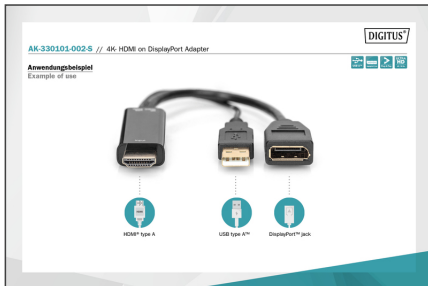 DIGITUS®
AK-330101-002-S // 4K- HDMI on DisplayPort Adapter
Anwendungsbeispiel
Example of use
HDMI® type A
USB type A™
DisplayPort™ jack